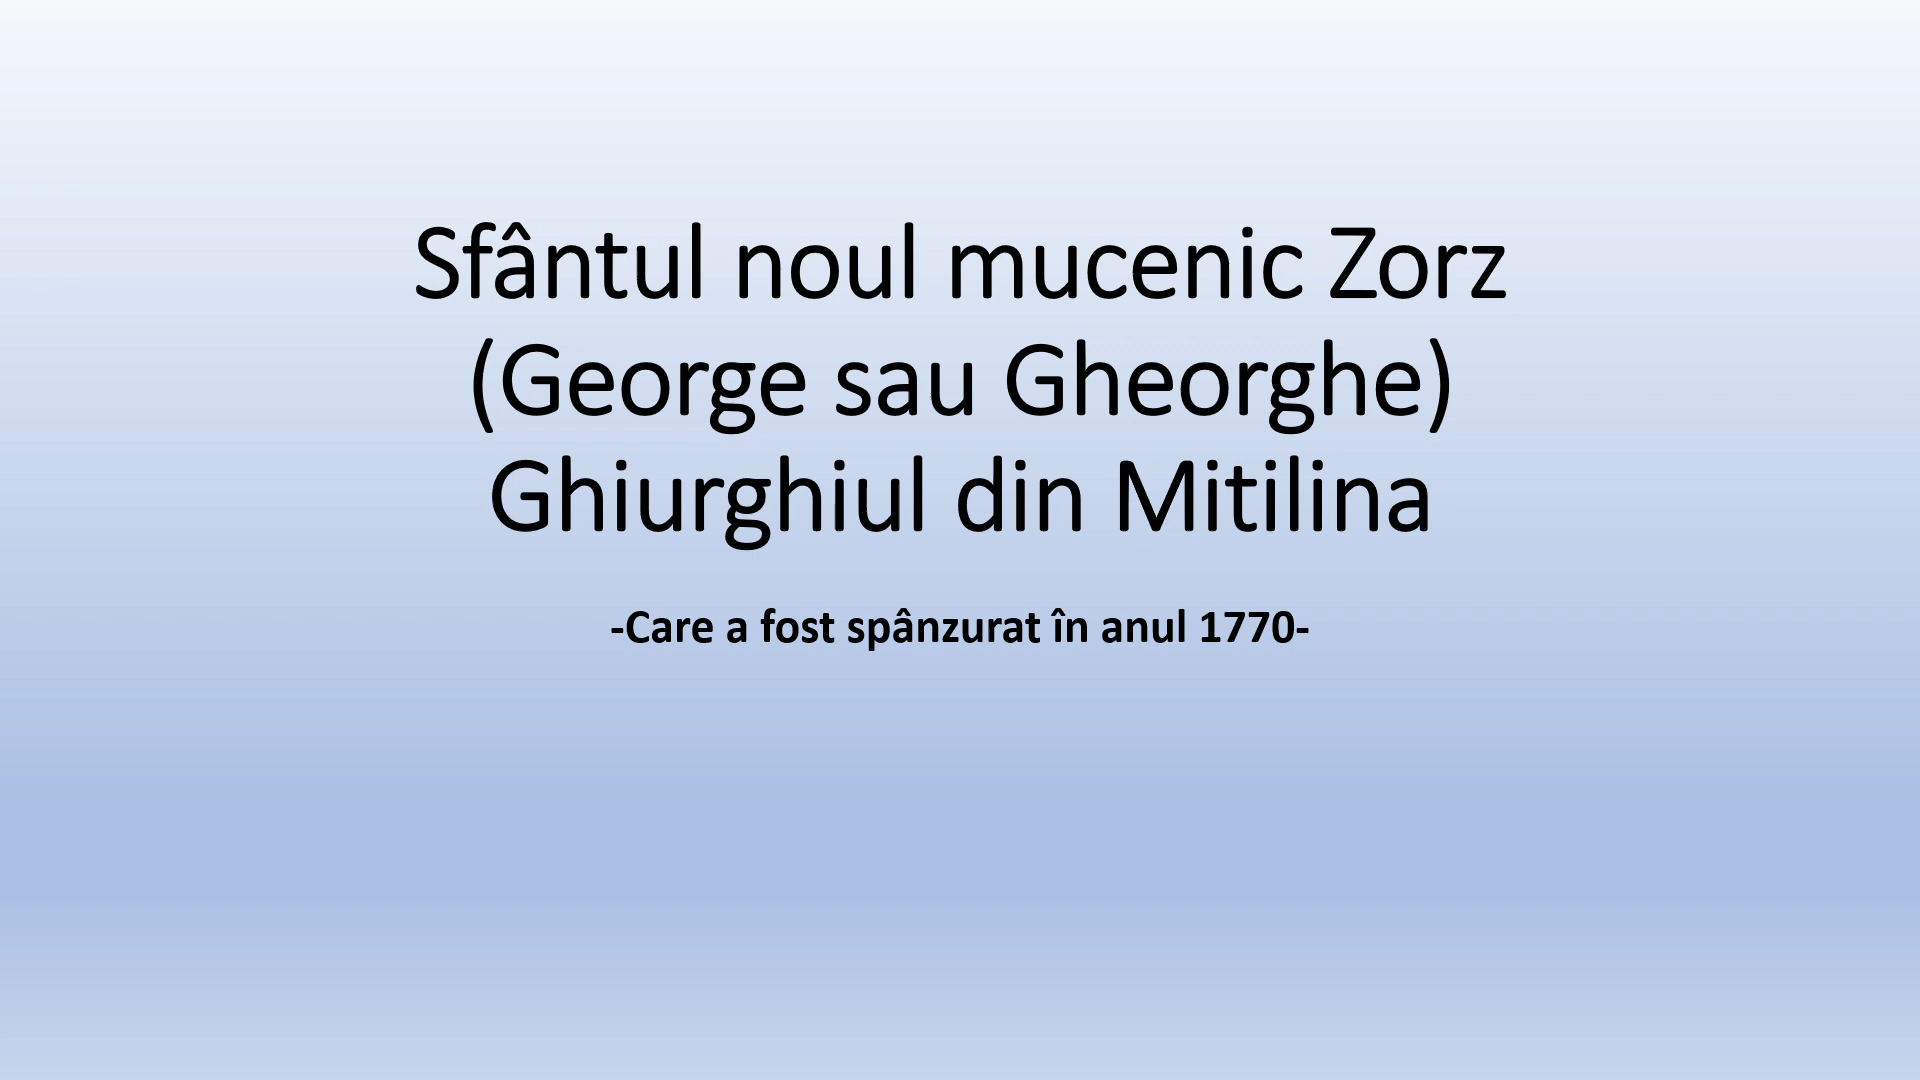 Sfântul noul mucenic Zorz
(George sau Gheorghe)
Ghiurghiul din Mitilina
-Care a fost spânzurat în anul 1770-